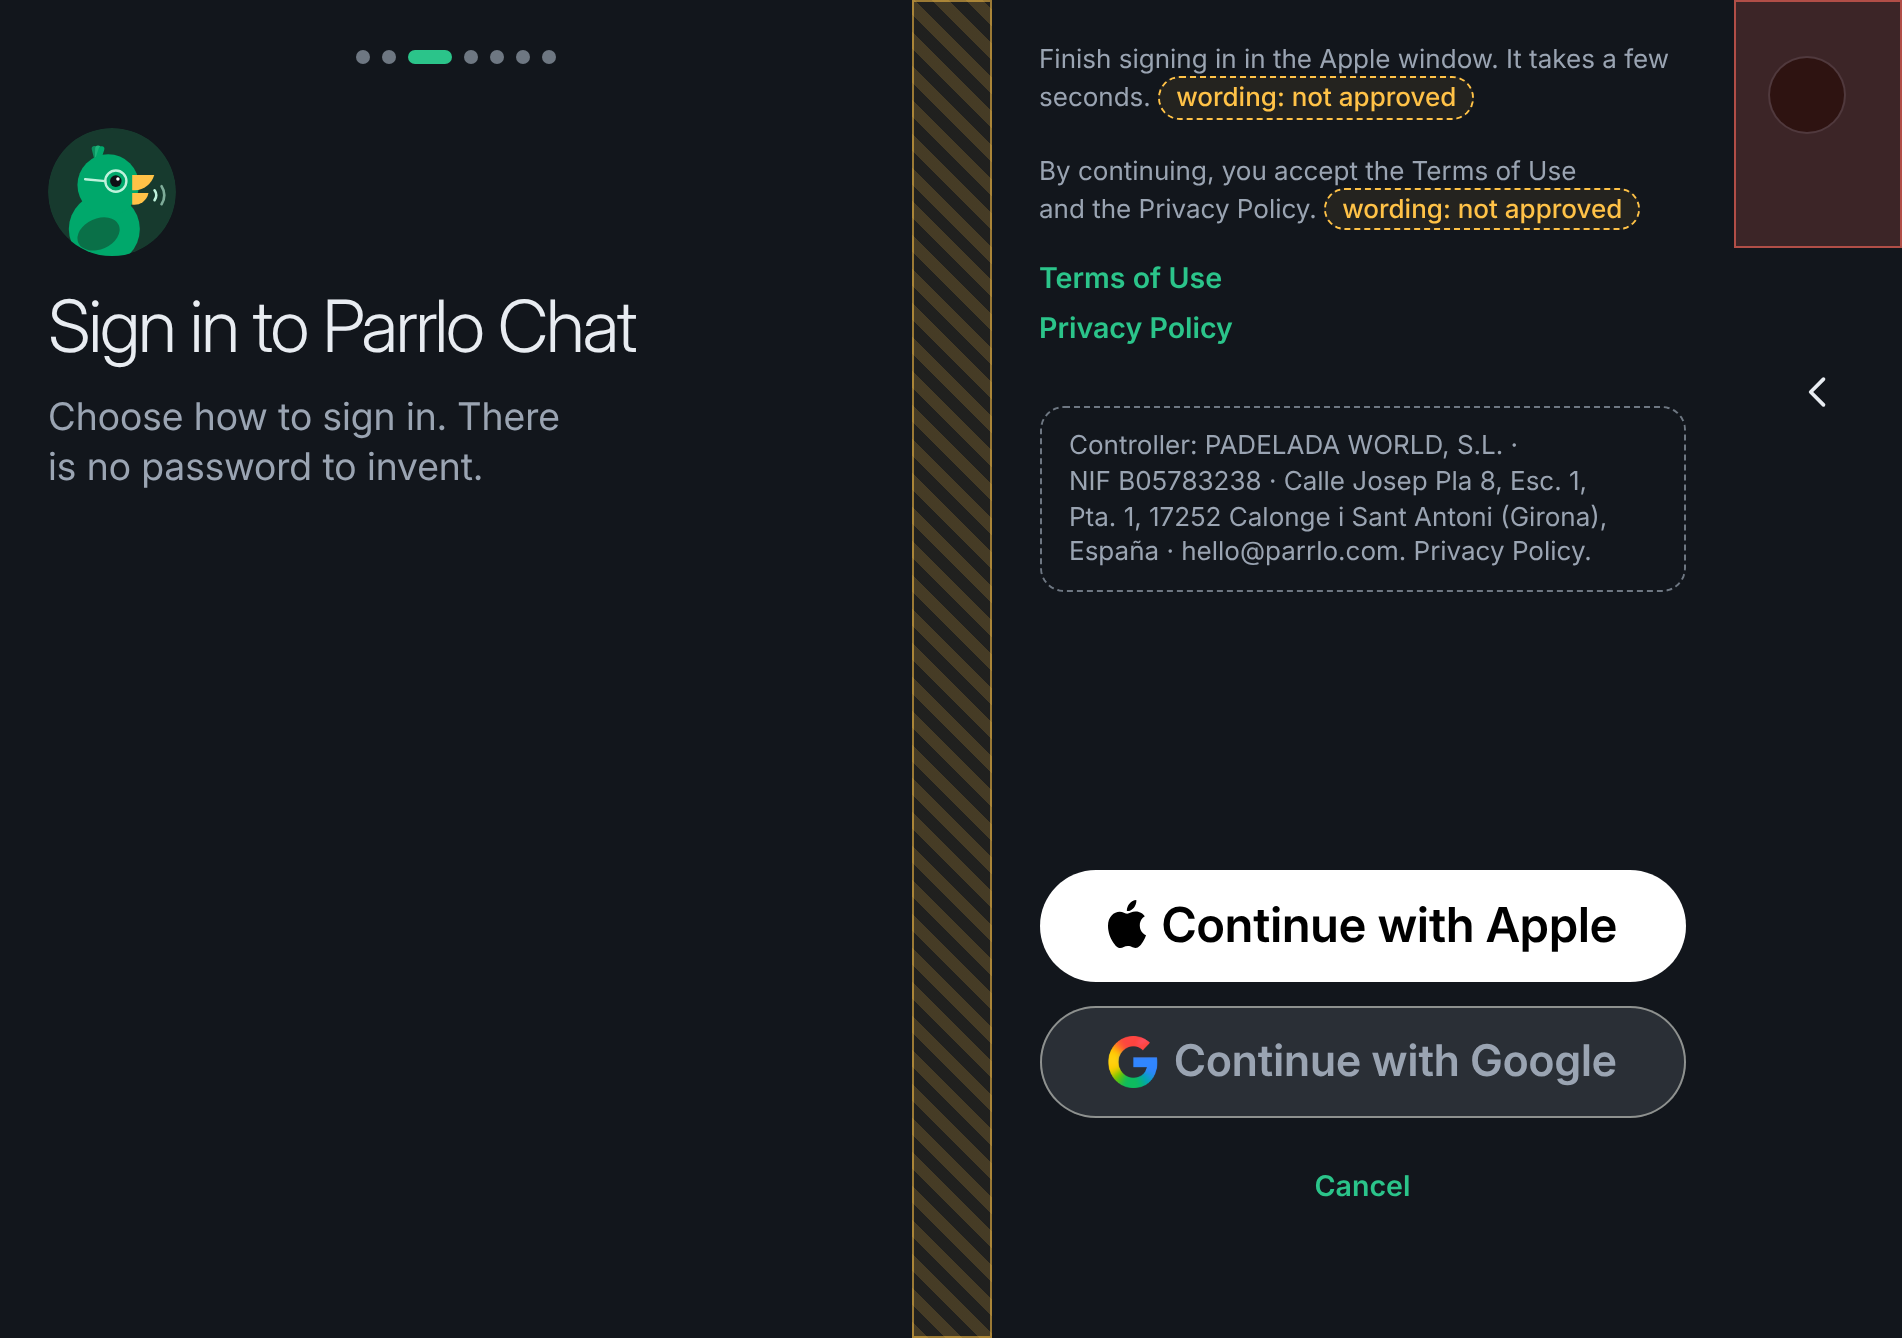 Sign in to Parrlo Chat
Choose how to sign in. There
is no password to invent.
Finish signing in in the Apple window. It takes a few
seconds. wording: not approved
By continuing, you accept the Terms of Use
and the Privacy Policy. wording: not approved
Terms of Use
Privacy Policy
Controller: PADELADA WORLD, S.L. ·
NIF B05783238 · Calle Josep Pla 8, Esc. 1,
Pta. 1, 17252 Calonge i Sant Antoni (Girona),
España · hello@parrlo.com. Privacy Policy.
Continue with Apple
Continue with Google
Cancel